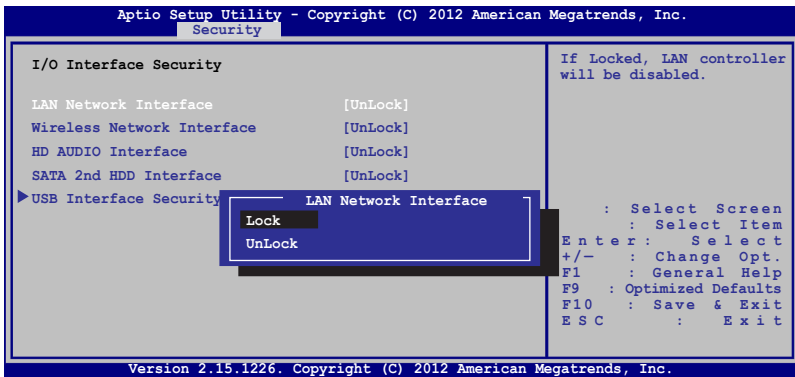 Aptio Setup Utility - Copyright (C) 2012 American Megatrends, Inc.
Security
I/O Interface Security
LAN Network Interface [UnLock]
Wireless Network Interface [UnLock]
HD AUDIO Interface [UnLock]
SATA 2nd HDD Interface [UnLock]
USB Interface Security
LAN Network Interface
Lock
UnLock
If Locked, LAN controller
will be disabled.
: Select Screen
: Select Item
Enter: Select
+/— : Change Opt.
F1 : General Help
F9 : Optimized Defaults
F10 : Save & Exit
ESC : Exit
Version 2.15.1226. Copyright (C) 2012 American Megatrends, Inc.